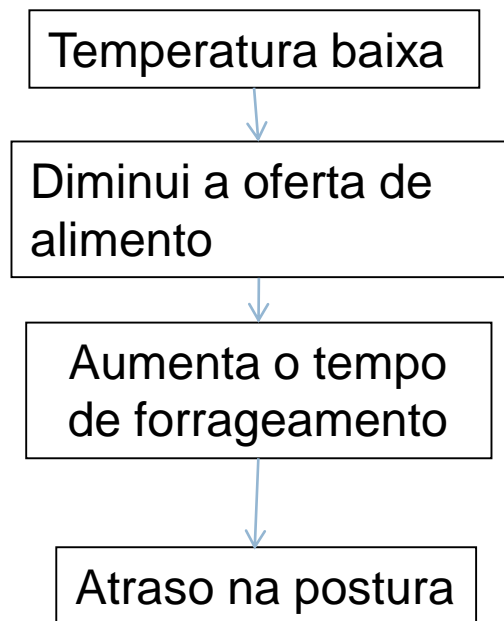 Temperatura baixa
Diminui a oferta de
alimento
Aumenta o tempo
de forrageamento
Atraso na postura